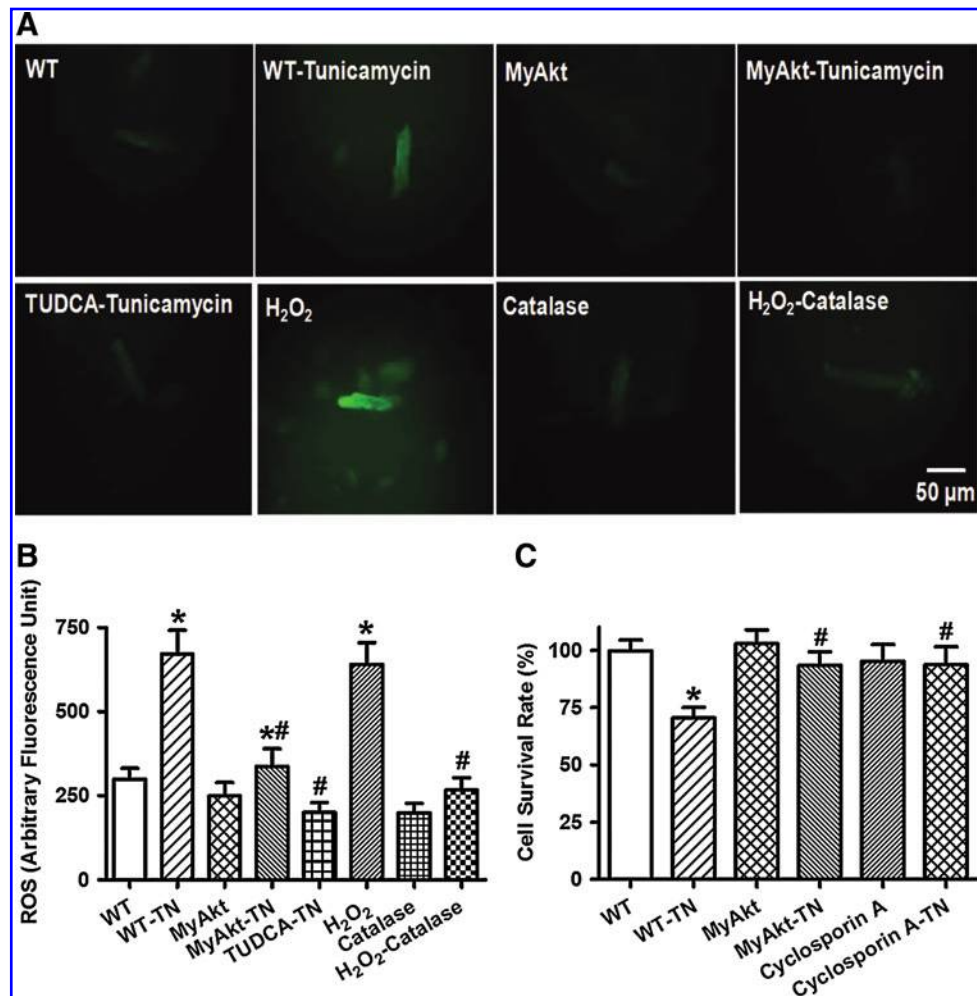 A
WT
WT-Tunicamycin
MyAkt
MyAkt-Tunicamycin
TUDCA-Tunicamycin
H₂O₂
Catalase
H₂O₂-Catalase
50 µm
B
ROS (Arbitrary Fluorescence Unit)
750
500
250
0
*
*
*#
#
#
WT
WT-TN
MyAkt
MyAkt-TN
TUDCA-TN
H₂O₂
Catalase
H₂O₂-Catalase
C
Cell Survival Rate (%)
100
75
50
25
0
*
#
#
WT
WT-TN
MyAkt
MyAkt-TN
Cyclosporin A
Cyclosporin A-TN